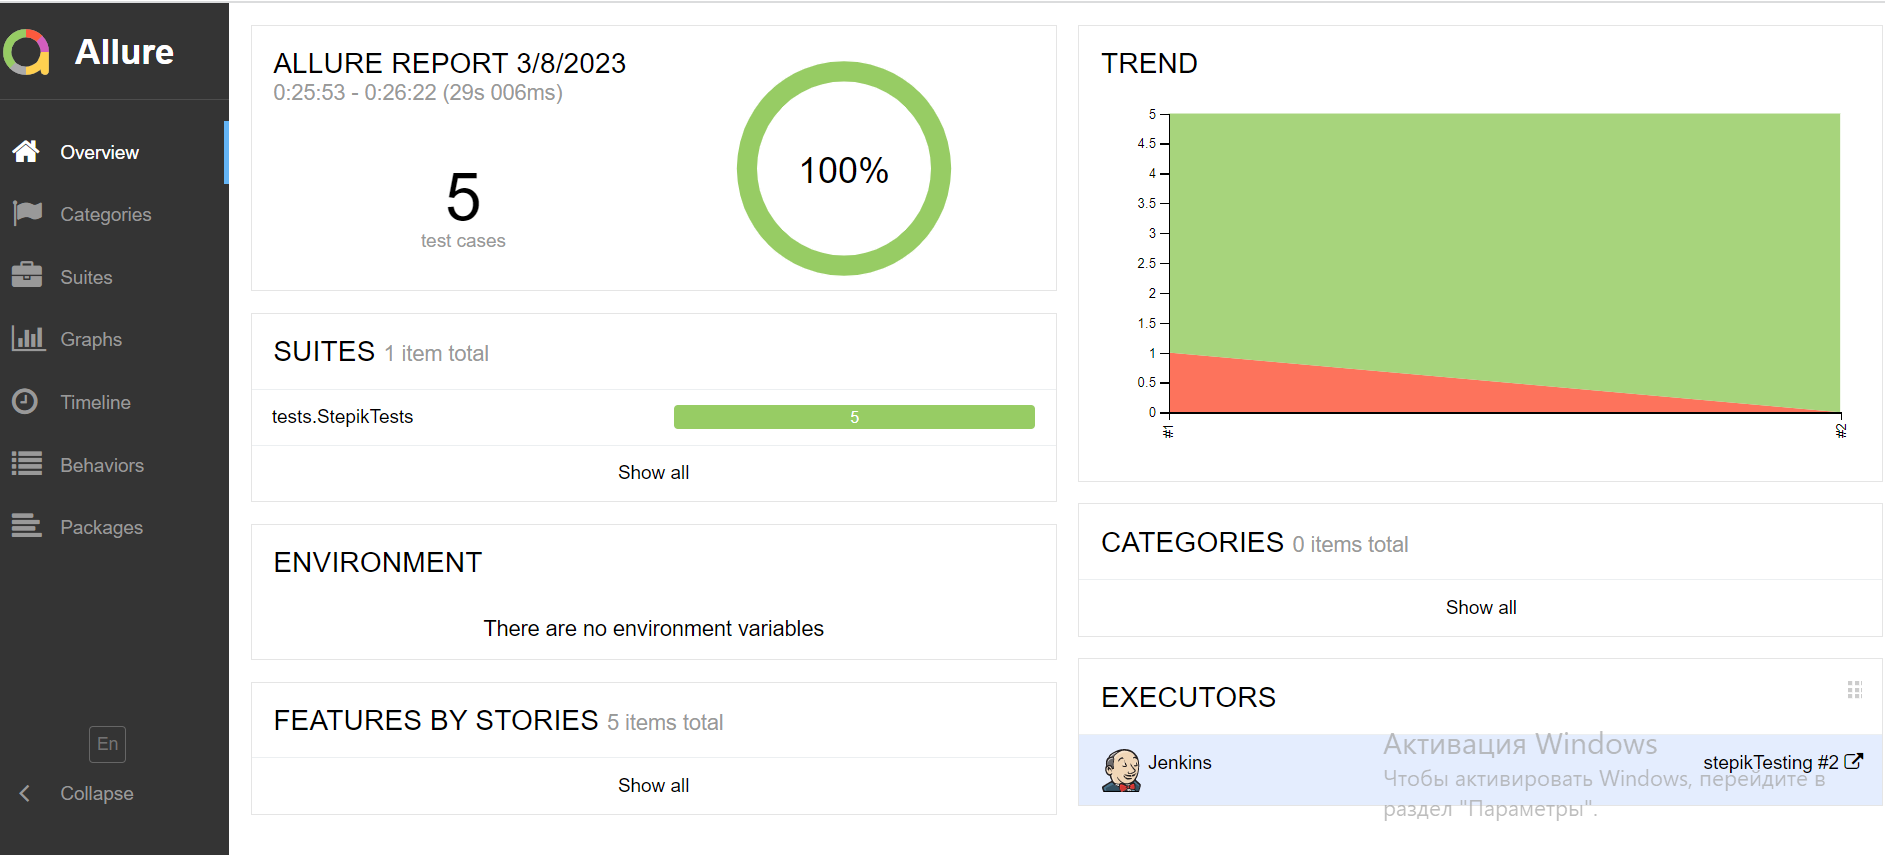 Allure
Overview
Categories
Suites
Graphs
Timeline
Behaviors
Packages
En
Collapse
ALLURE REPORT 3/8/2023
0:25:53 - 0:26:22 (29s 006ms)
5
test cases
100%
SUITES 1 item total
tests.StepikTests 5
Show all
ENVIRONMENT
There are no environment variables
FEATURES BY STORIES 5 items total
Show all
TREND
5
4.5
4
3.5
3
2.5
2
1.5
1
0.5
0
#1
#2
CATEGORIES 0 items total
Show all
EXECUTORS
Jenkins stepikTesting #2
Активация Windows
Чтобы активировать Windows, перейдите в
раздел "Параметры".